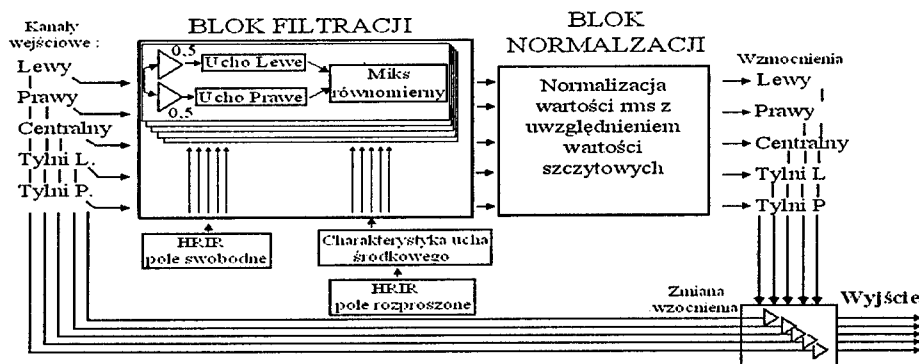 BLOK FILTRACJI
BLOK
NORMALZACJI
Kanały
wejściowe :
Lewy
Prawy
Centralny
Tylni L.
Tylni P.
0,5
Ucho Lewe
Ucho Prawe
0,5
Miks
równomierny
Normalizacja
wartości rms z
uwzględnieniem
wartości
szczytowych
Wzmocnienia
Lewy
Prawy
Centralny
Tylni L
Tylni P
HRIR
pole swobodne
Charakterystyka ucha
środkowego
HRIR
pole rozproszone
Zmiana
wzocnienia
Wyjście